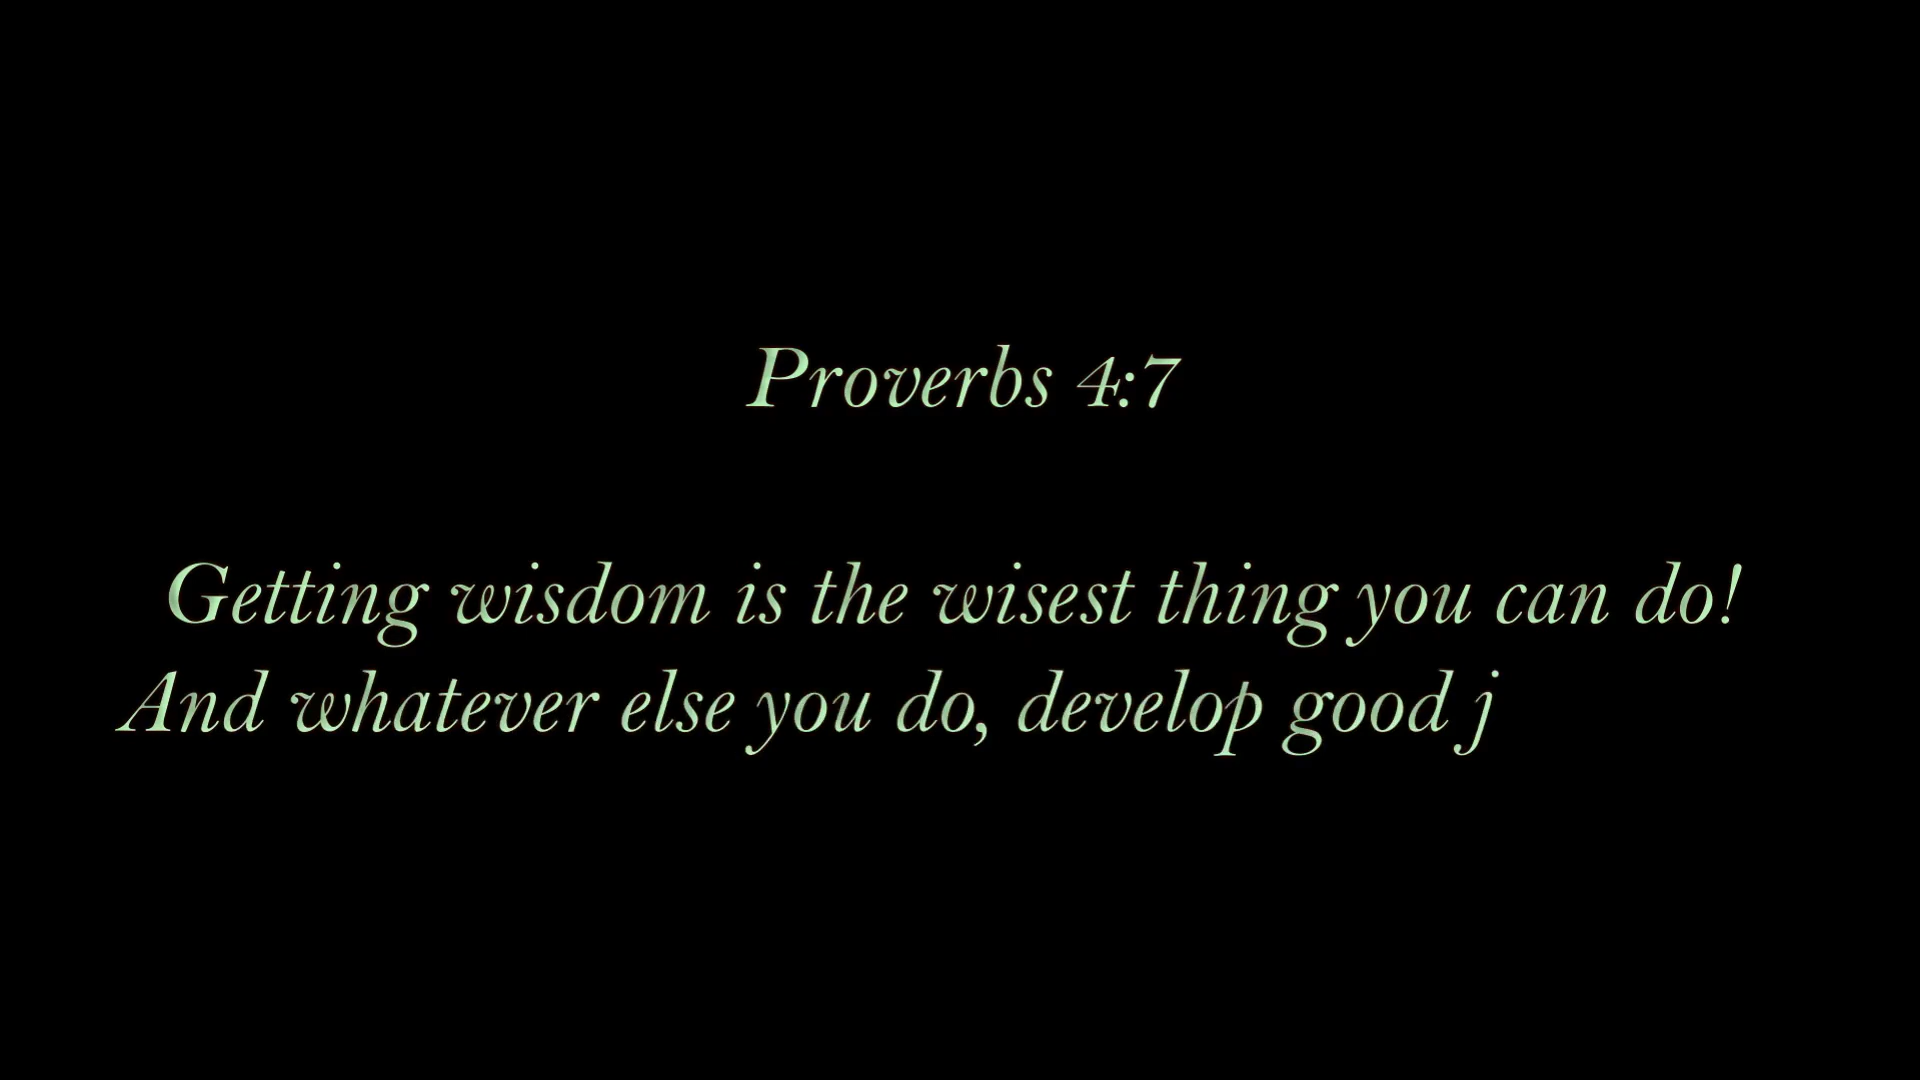 Proverbs 4:7
Getting wisdom is the wisest thing you can do!
And whatever else you do, develop good j